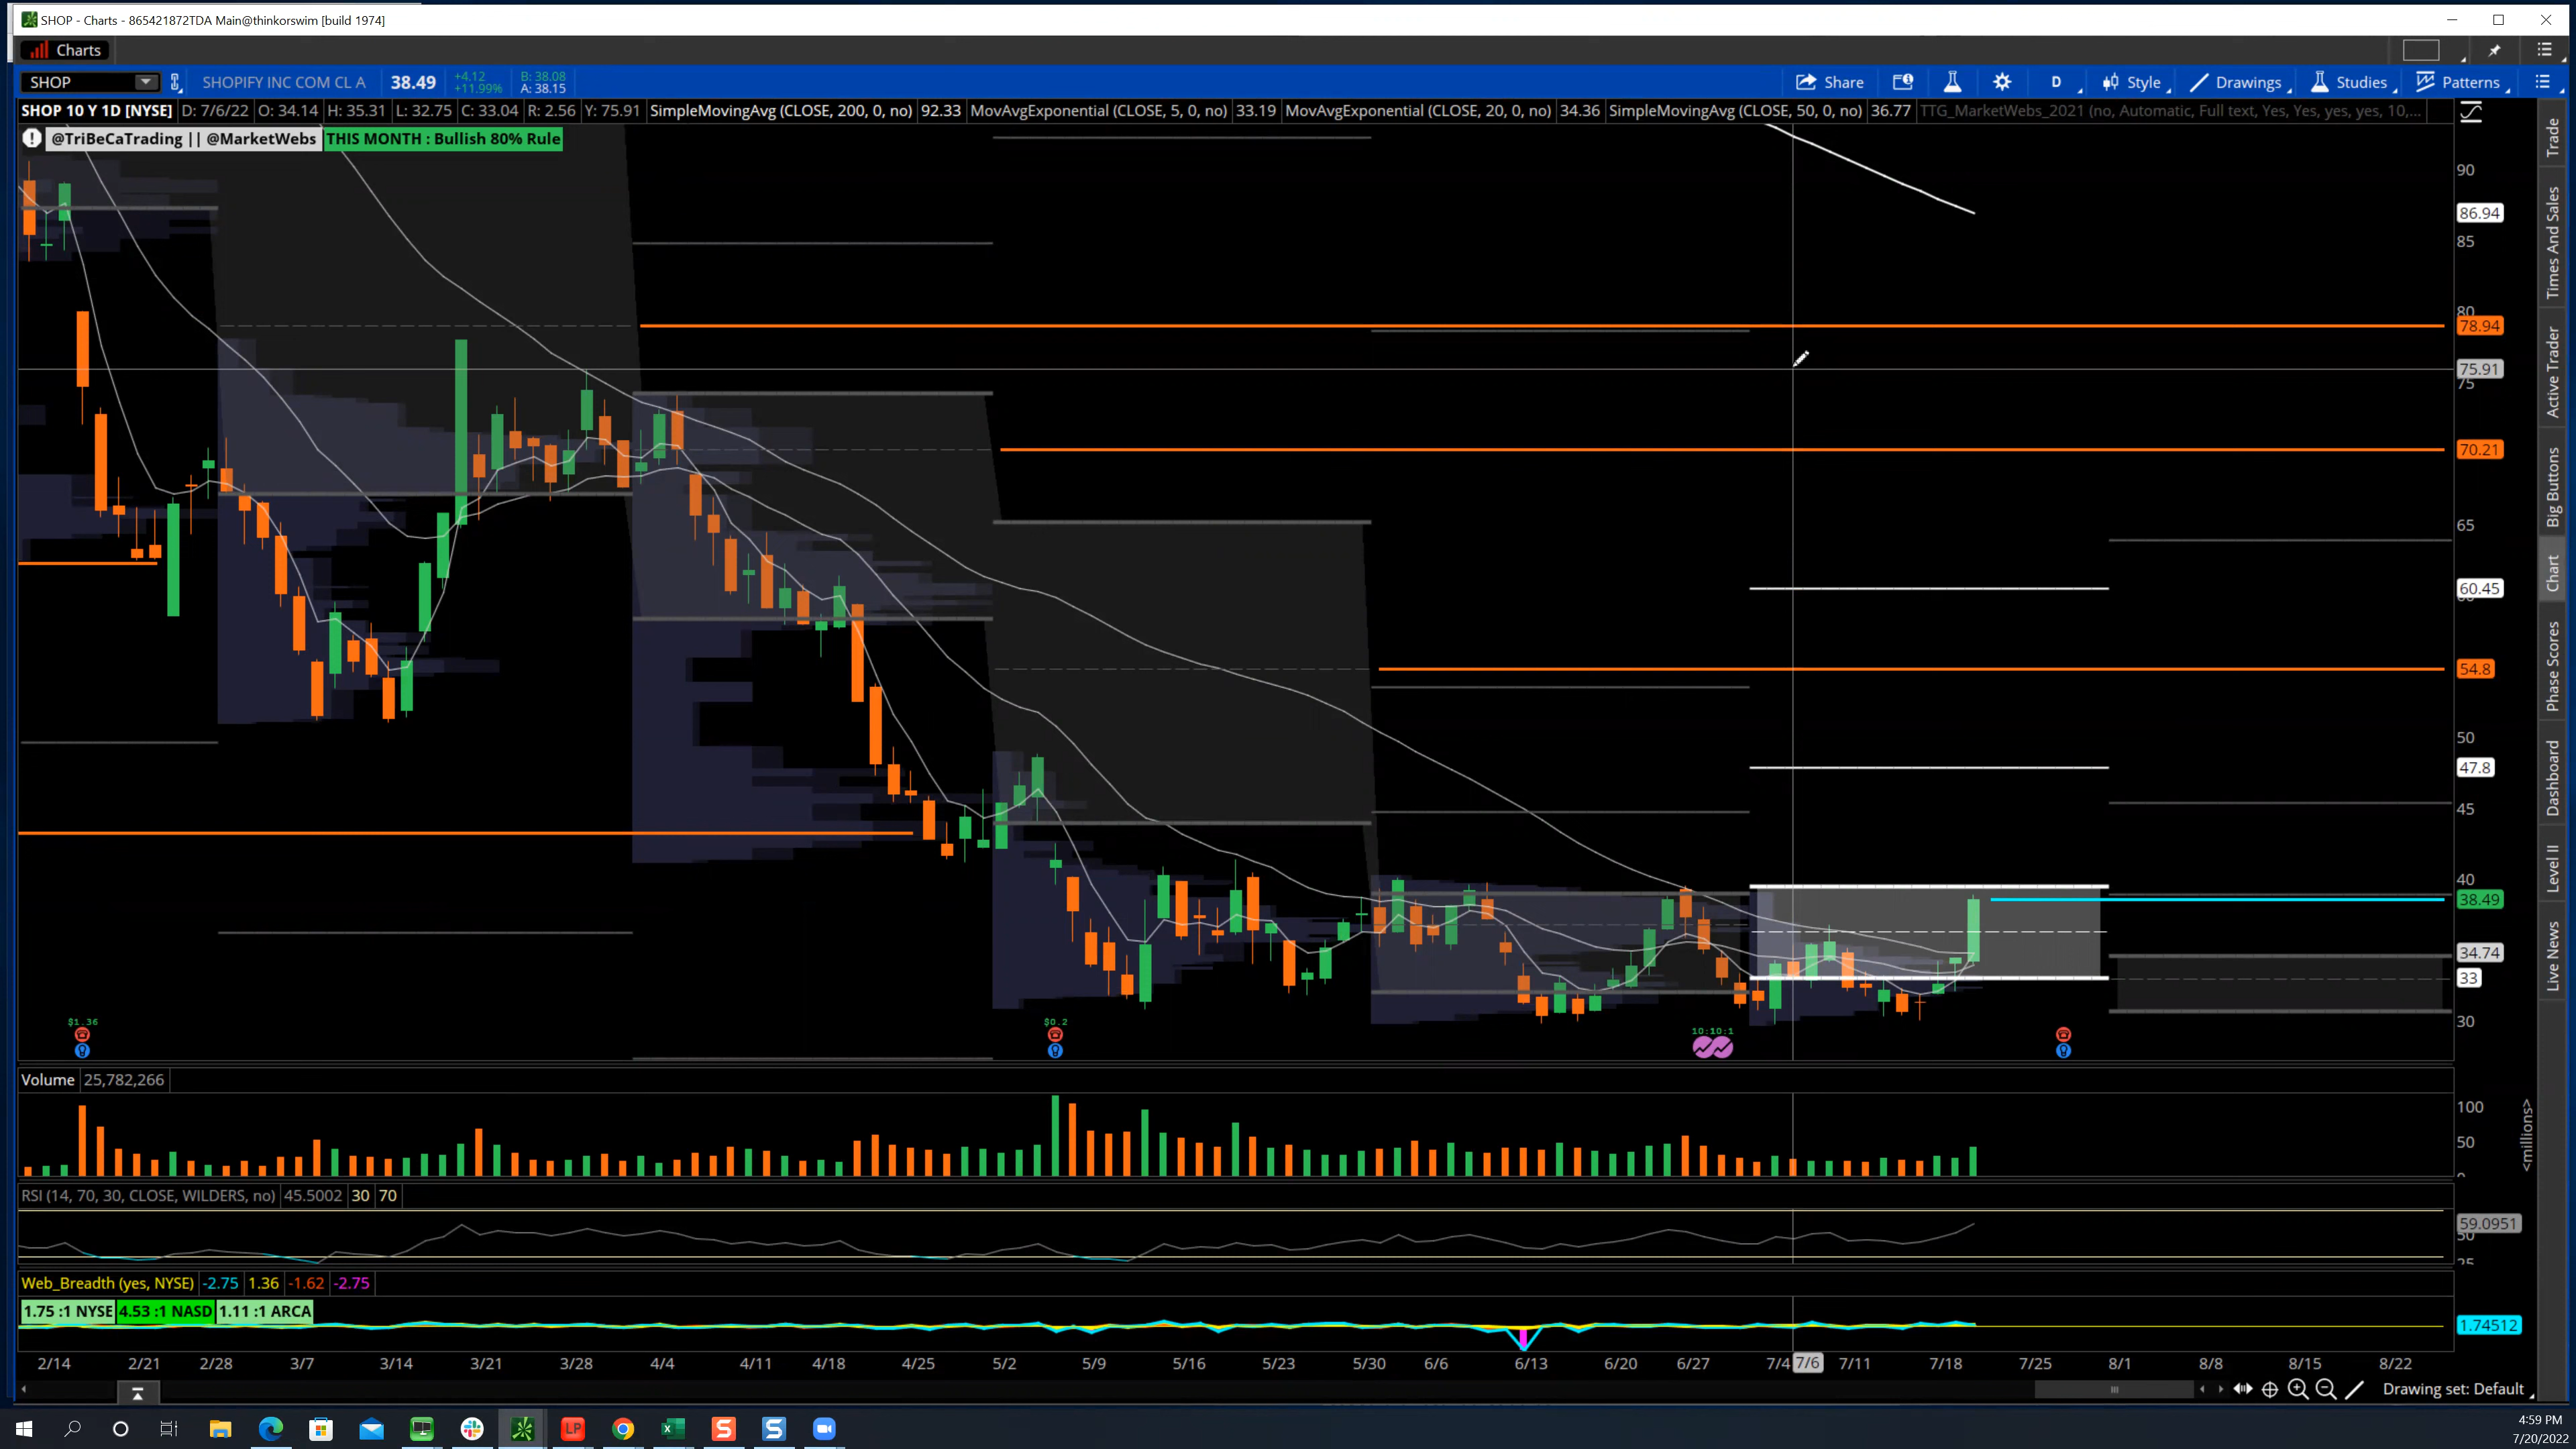 SHOP - Charts - 865421872TDA Main@thinkorswim [build 1974]
Charts
SHOP SHOPIFY INC COM CL A 38.49 +4.12 +11.99% B: 38.08 A: 38.15 Share D Style Drawings Studies Patterns
SHOP 10 Y 1D [NYSE] D: 7/6/22 O: 34.14 H: 35.31 L: 32.75 C: 33.04 R: 2.56 Y: 75.91 SimpleMovingAvg (CLOSE, 200, 0, no) 92.33 MovAvgExponential (CLOSE, 5, 0, no) 33.19 MovAvgExponential (CLOSE, 20, 0, no) 34.36 SimpleMovingAvg (CLOSE, 50, 0, no) 36.77 TTG_MarketWebs_2021 (no, Automatic, Full text, Yes, Yes, yes, yes, 10,...
@TriBeCaTrading || @MarketWebs THIS MONTH : Bullish 80% Rule
90
86.94
85
80
78.94
75.91
75
70.21
65
60.45
54.8
50
47.8
45
40
38.49
34.74
33
30
$1.36
$0.2
10:10:1
Volume 25,782,266
100
50
<millions>
RSI (14, 70, 30, CLOSE, WILDERS, no) 45.5002 30 70
59.0951
50
25
Web_Breadth (yes, NYSE) -2.75 1.36 -1.62 -2.75
1.75 :1 NYSE 4.53 :1 NASD 1.11 :1 ARCA
1.74512
2/14 2/21 2/28 3/7 3/14 3/21 3/28 4/4 4/11 4/18 4/25 5/2 5/9 5/16 5/23 5/30 6/6 6/13 6/20 6/27 7/4 7/6 7/11 7/18 7/25 8/1 8/8 8/15 8/22
Drawing set: Default
Trade
Times And Sales
Active Trader
Big Buttons
Chart
Phase Scores
Dashboard
Level II
Live News
LP
4:59 PM
7/20/2022